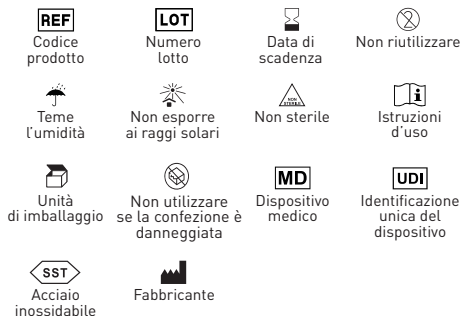 REF
Codice
prodotto
LOT
Numero
lotto
Data di
scadenza
2
Non riutilizzare
Teme
l'umidità
Non esporre
ai raggi solari
NON
STERILE
Non sterile
i
Istruzioni
d'uso
Unità
di imballaggio
Non utilizzare
se la confezione è
danneggiata
MD
Dispositivo
medico
UDI
Identificazione
unica del
dispositivo
SST
Acciaio
inossidabile
Fabbricante